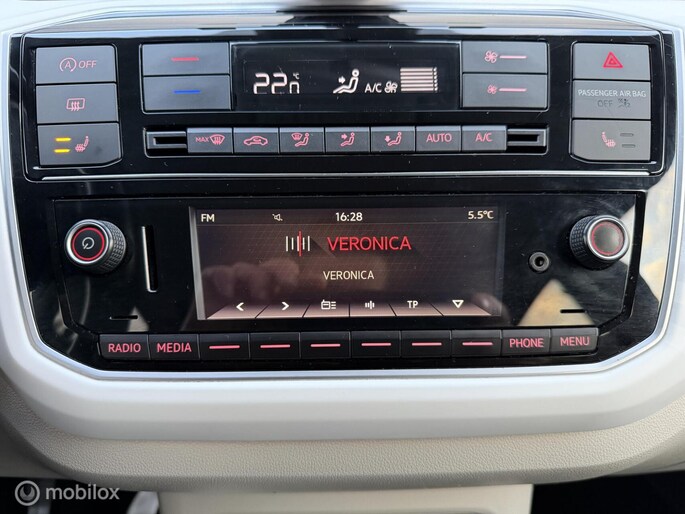 OFF
22
A/C
PASSENGER AIR BAG
OFF
MAX
AUTO
A/C
FM 16:28 5.5°C
VERONICA
VERONICA
< > TP
RADIO MEDIA PHONE MENU
mobilox